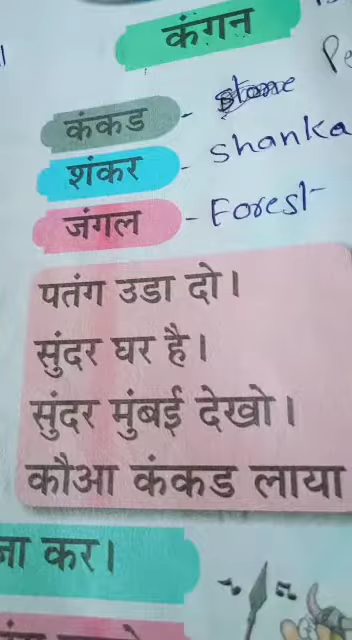 कंगन
कंकड - stone
शंकर - shanka
जंगल - Forest
पतंग उडा दो।
सुंदर घर है।
सुंदर मुंबई देखो।
कौआ कंकड लाया
जा कर।